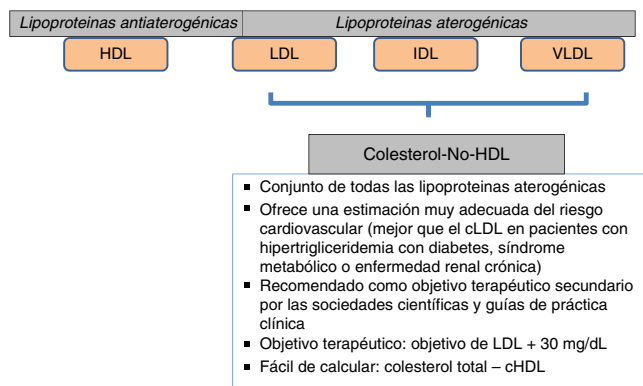 Lipoproteinas antiaterogénicas
Lipoproteinas aterogénicas
HDL
LDL
IDL
VLDL
Colesterol-No-HDL
▪ Conjunto de todas las lipoproteinas aterogénicas
▪ Ofrece una estimación muy adecuada del riesgo
cardiovascular (mejor que el cLDL en pacientes con
hipertrigliceridemia con diabetes, síndrome
metabólico o enfermedad renal crónica)
▪ Recomendado como objetivo terapéutico secundario
por las sociedades científicas y guías de práctica
clínica
▪ Objetivo terapéutico: objetivo de LDL + 30 mg/dL
▪ Fácil de calcular: colesterol total – cHDL